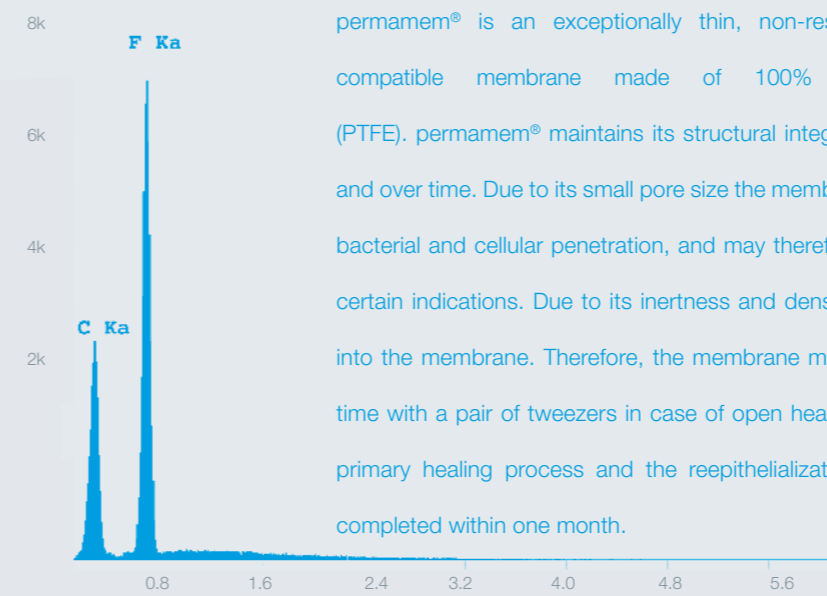 8k
F Ka
6k
4k
C Ka
2k
permamem® is an exceptionally thin, non-res
compatible membrane made of 100%
(PTFE). permamem® maintains its structural integ
and over time. Due to its small pore size the memb
bacterial and cellular penetration, and may theref
certain indications. Due to its inertness and dens
into the membrane. Therefore, the membrane m
time with a pair of tweezers in case of open hea
primary healing process and the reepithelializat
completed within one month.
0.8 1.6 2.4 3.2 4.0 4.8 5.6